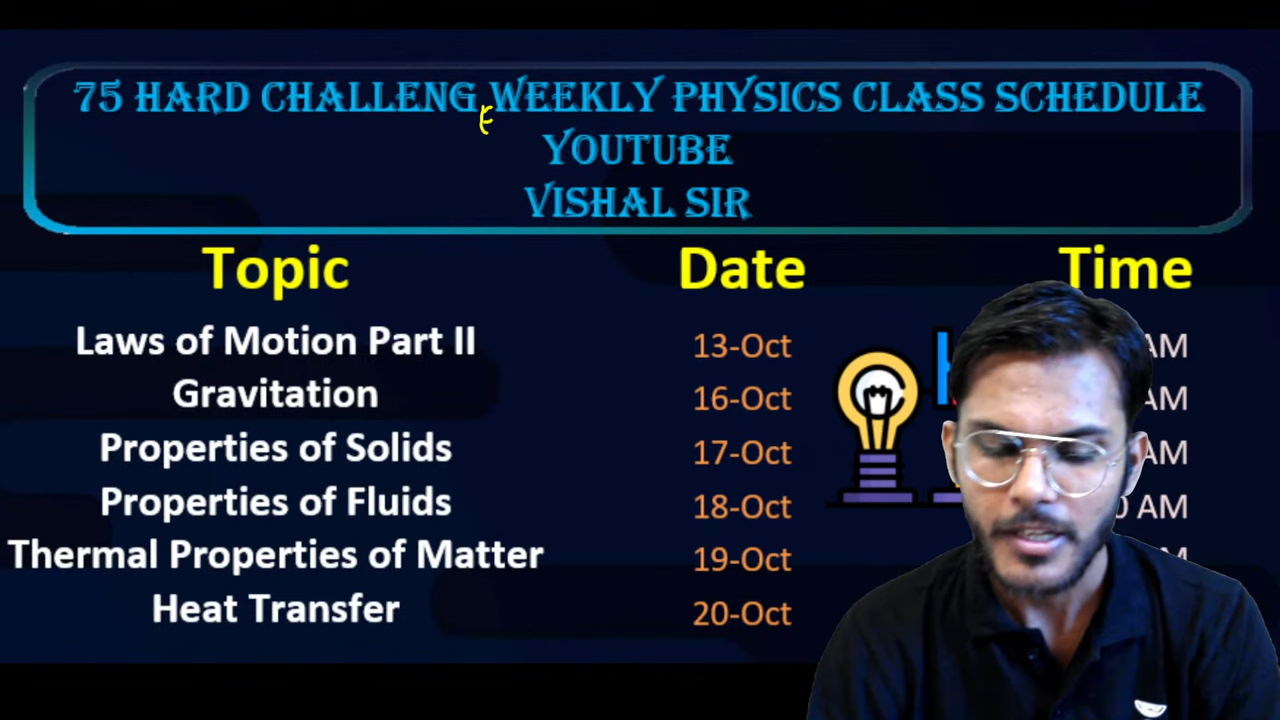 75 HARD CHALLENG E WEEKLY PHYSICS CLASS SCHEDULE
YOUTUBE
VISHAL SIR
Topic Date Time
Laws of Motion Part II 13-Oct AM
Gravitation 16-Oct AM
Properties of Solids 17-Oct AM
Properties of Fluids 18-Oct AM
Thermal Properties of Matter 19-Oct
Heat Transfer 20-Oct